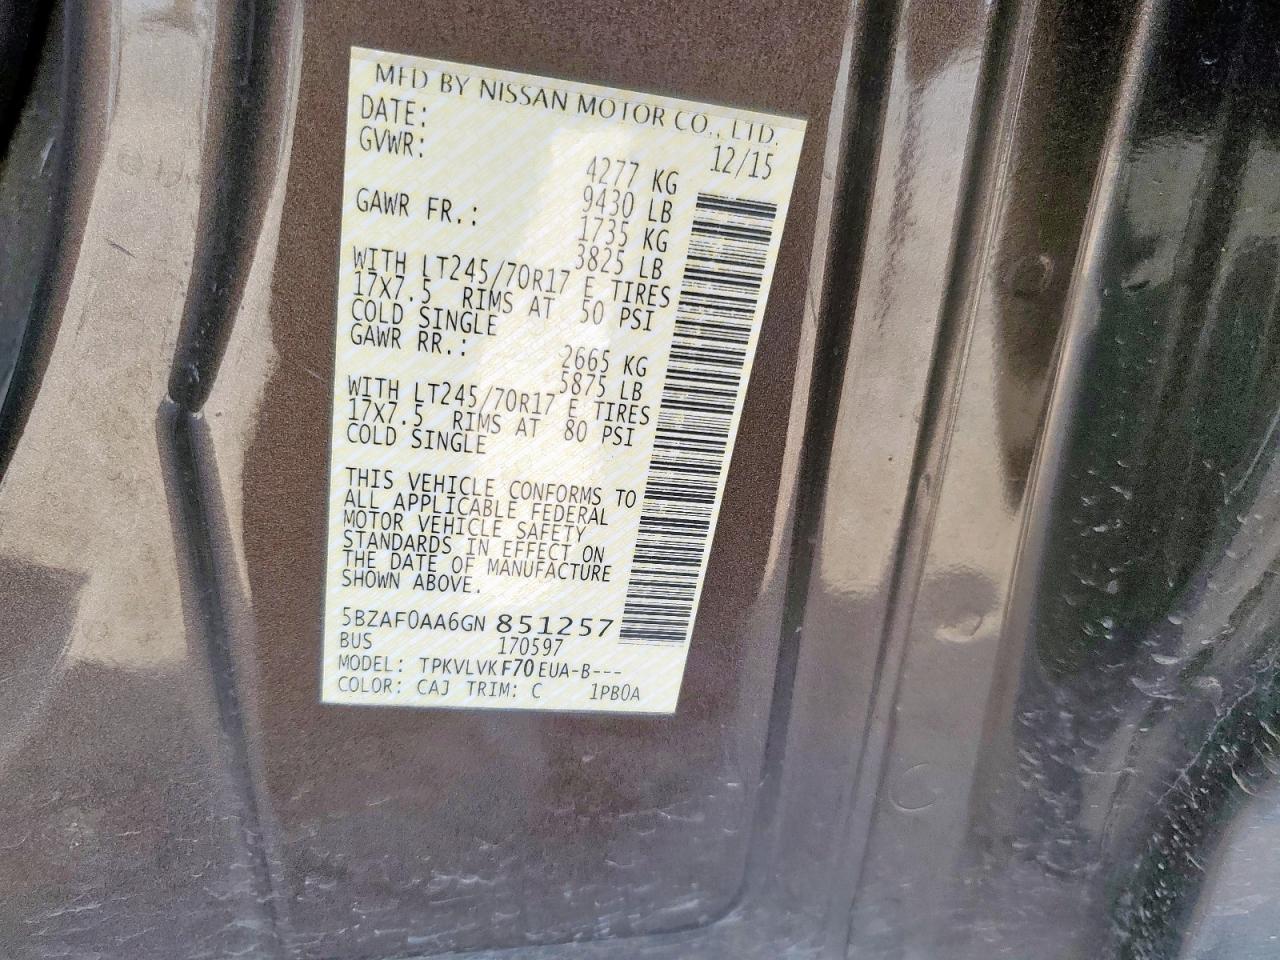 MFD BY NISSAN MOTOR CO., LTD.
DATE: 12/15
GVWR: 4277 KG
9430 LB
GAWR FR.: 1735 KG
3825 LB
WITH LT245/70R17 E TIRES
17X7.5 RIMS AT 50 PSI
COLD SINGLE
GAWR RR.: 2665 KG
5875 LB
WITH LT245/70R17 E TIRES
17X7.5 RIMS AT 80 PSI
COLD SINGLE
THIS VEHICLE CONFORMS TO
ALL APPLICABLE FEDERAL
MOTOR VEHICLE SAFETY
STANDARDS IN EFFECT ON
THE DATE OF MANUFACTURE
SHOWN ABOVE.
5BZAF0AA6GN 851257
BUS 170597
MODEL: TPKVLVKF70EUA-B---
COLOR: CAJ TRIM: C 1PB0A